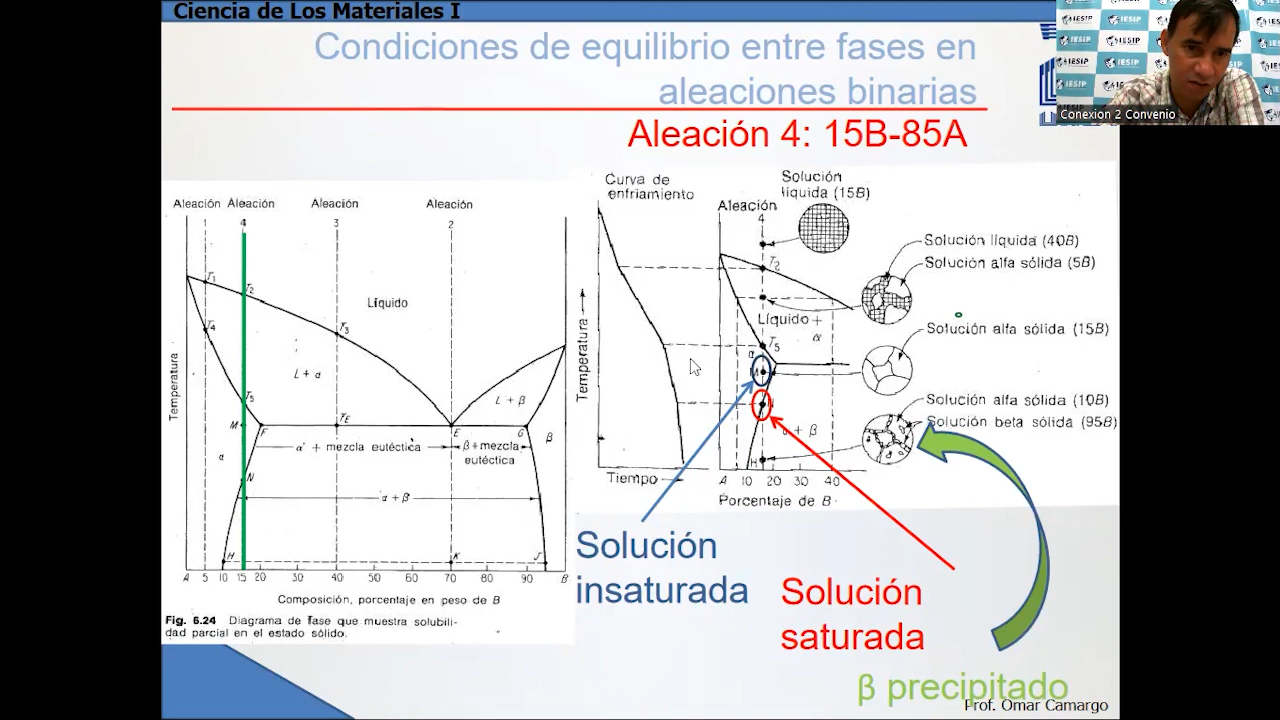 Ciencia de Los Materiales I
Condiciones de equilibrio entre fases en
aleaciones binarias
Aleación 4: 15B-85A
IESIP
Conexion 2 Convenio
Aleación Aleación Aleación Aleación
4 3 2
T1
T2
T3
T4
T5
Líquido
L + α
L + β
M F TE E G
α' + mezcla eutéctica
β + mezcla
eutéctica
α
β
N
α + β
H K J
A 5 10 15 20 30 40 50 60 70 80 90 B
Temperatura
Composición, porcentaje en peso de B
Fig. 6.24 Diagrama de fase que muestra solubili-
dad parcial en el estado sólido.
Curva de
enfriamiento
Temperatura
Tiempo
Solución
líquida (15B)
Aleación
4
T2
Líquido +
α
T5
α
M
α + β
H
A 10 20 30 40
Porcentaje de B
Solución líquida (40B)
Solución alfa sólida (5B)
Solución alfa sólida (15B)
Solución alfa sólida (10B)
Solución beta sólida (95B)
Solución
insaturada
Solución
saturada
β precipitado
Prof. Omar Camargo